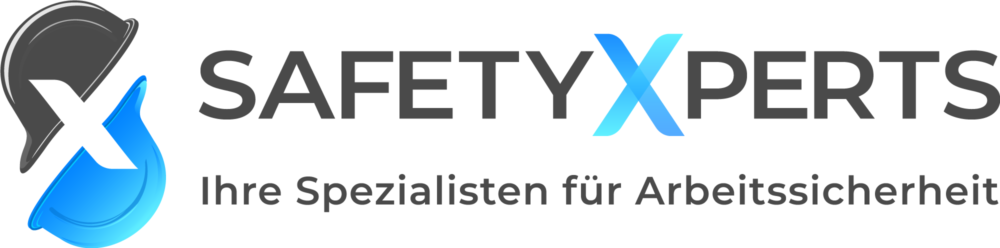 SAFETYXPERTS
Ihre Spezialisten für Arbeitssicherheit